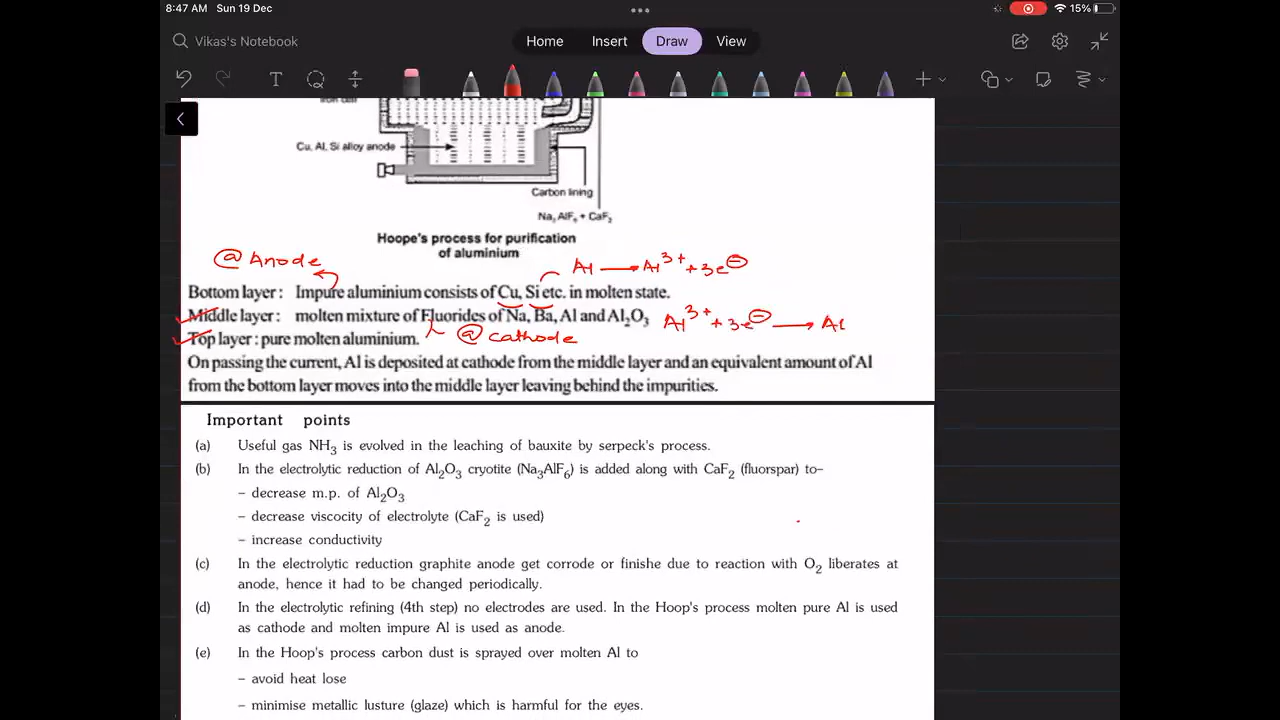 8:47 AM Sun 19 Dec
15%
Vikas's Notebook
Home Insert Draw View
Iron cell
Cu, Al, Si alloy anode
Carbon lining
Na₃AlF₆ + CaF₂
Hoope's process for purification
of aluminium
@ Anode
Al → Al³⁺ + 3e⊖
Bottom layer : Impure aluminium consists of Cu, Si etc. in molten state.
Middle layer : molten mixture of Fluorides of Na, Ba, Al and Al₂O₃
Al³⁺ + 3e⊖ → Al
Top layer : pure molten aluminium.
@ cathode
On passing the current, Al is deposited at cathode from the middle layer and an equivalent amount of Al
from the bottom layer moves into the middle layer leaving behind the impurities.
Important points
(a) Useful gas NH₃ is evolved in the leaching of bauxite by serpeck's process.
(b) In the electrolytic reduction of Al₂O₃ cryotite (Na₃AlF₆) is added along with CaF₂ (fluorspar) to–
– decrease m.p. of Al₂O₃
– decrease viscocity of electrolyte (CaF₂ is used)
– increase conductivity
(c) In the electrolytic reduction graphite anode get corrode or finishe due to reaction with O₂ liberates at
anode, hence it had to be changed periodically.
(d) In the electrolytic refining (4th step) no electrodes are used. In the Hoop's process molten pure Al is used
as cathode and molten impure Al is used as anode.
(e) In the Hoop's process carbon dust is sprayed over molten Al to
– avoid heat lose
– minimise metallic lusture (glaze) which is harmful for the eyes.